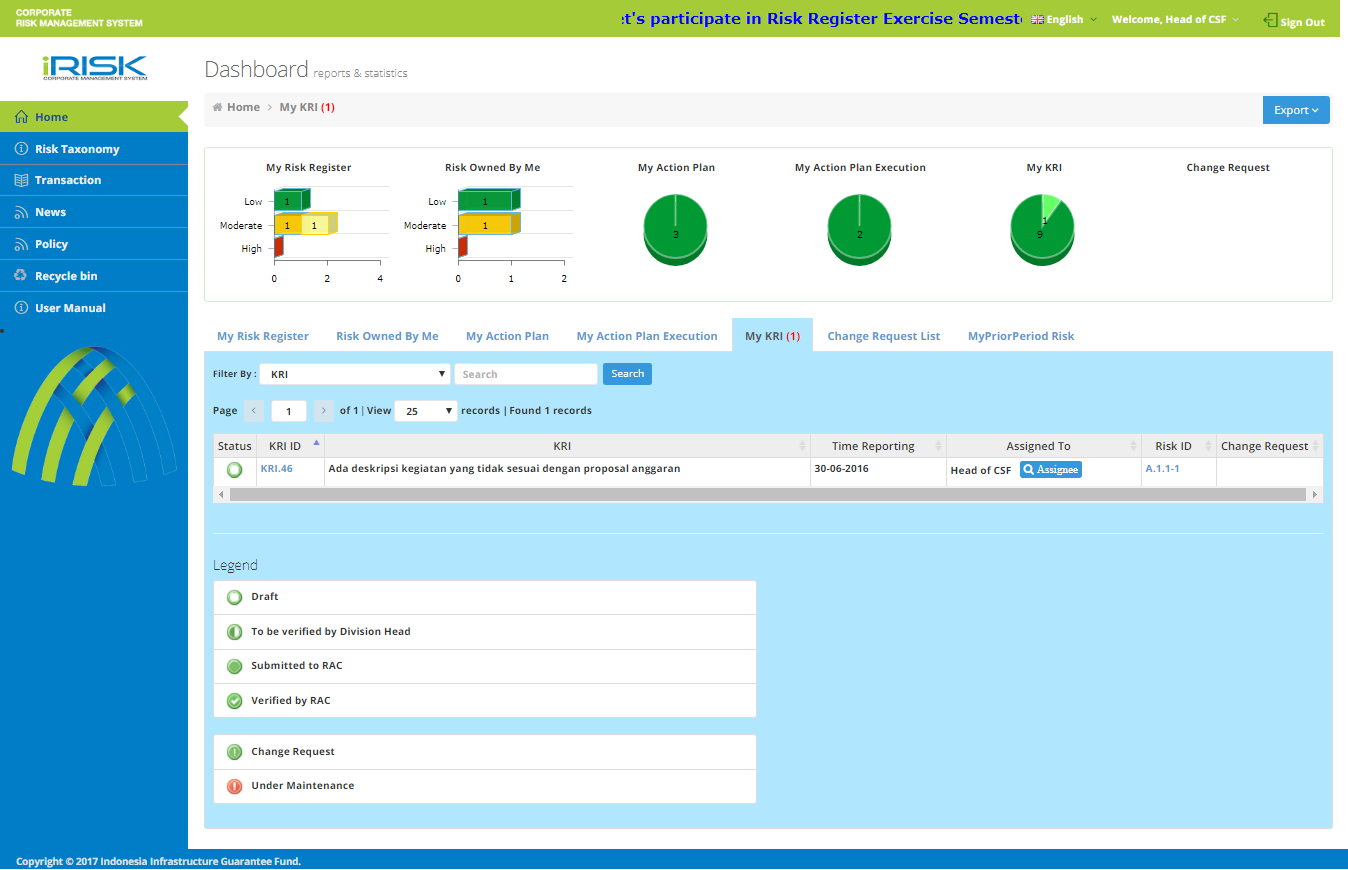 CORPORATE
RISK MANAGEMENT SYSTEM
:t's participate in Risk Register Exercise Semest
English
Welcome, Head of CSF
Sign Out
iRISK
CORPORATE MANAGEMENT SYSTEM
Dashboard reports & statistics
Home > My KRI (1)
Export
Home
Risk Taxonomy
Transaction
News
Policy
Recycle bin
User Manual
My Risk Register
Low 1
Moderate 1 1
High
0 2 4
Risk Owned By Me
Low 1
Moderate 1
High
0 1 2
My Action Plan
3
My Action Plan Execution
2
My KRI
1
9
Change Request
My Risk Register Risk Owned By Me My Action Plan My Action Plan Execution My KRI (1) Change Request List MyPriorPeriod Risk
Filter By : KRI Search Search
Page < 1 > of 1 | View 25 records | Found 1 records
Status KRI ID KRI Time Reporting Assigned To Risk ID Change Request
KRI.46 Ada deskripsi kegiatan yang tidak sesuai dengan proposal anggaran 30-06-2016 Head of CSF Assignee A.1.1-1
Legend
Draft
To be verified by Division Head
Submitted to RAC
Verified by RAC
Change Request
Under Maintenance
Copyright © 2017 Indonesia Infrastructure Guarantee Fund.